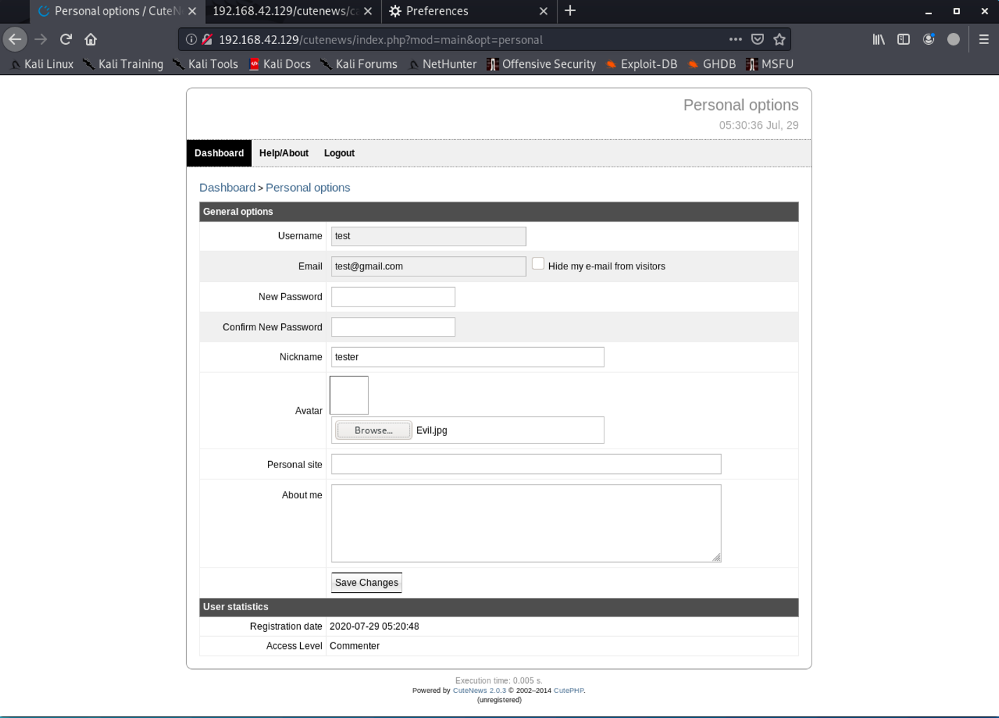 Personal options / CuteN
192.168.42.129/cutenews/c
Preferences
192.168.42.129/cutenews/index.php?mod=main&opt=personal
Kali Linux Kali Training Kali Tools Kali Docs Kali Forums NetHunter Offensive Security Exploit-DB GHDB MSFU
Personal options
05:30:36 Jul, 29
Dashboard Help/About Logout
Dashboard > Personal options
General options
Username test
Email test@gmail.com Hide my e-mail from visitors
New Password
Confirm New Password
Nickname tester
Avatar
Browse... Evil.jpg
Personal site
About me
Save Changes
User statistics
Registration date 2020-07-29 05:20:48
Access Level Commenter
Execution time: 0.005 s.
Powered by CuteNews 2.0.3 © 2002–2014 CutePHP.
(unregistered)